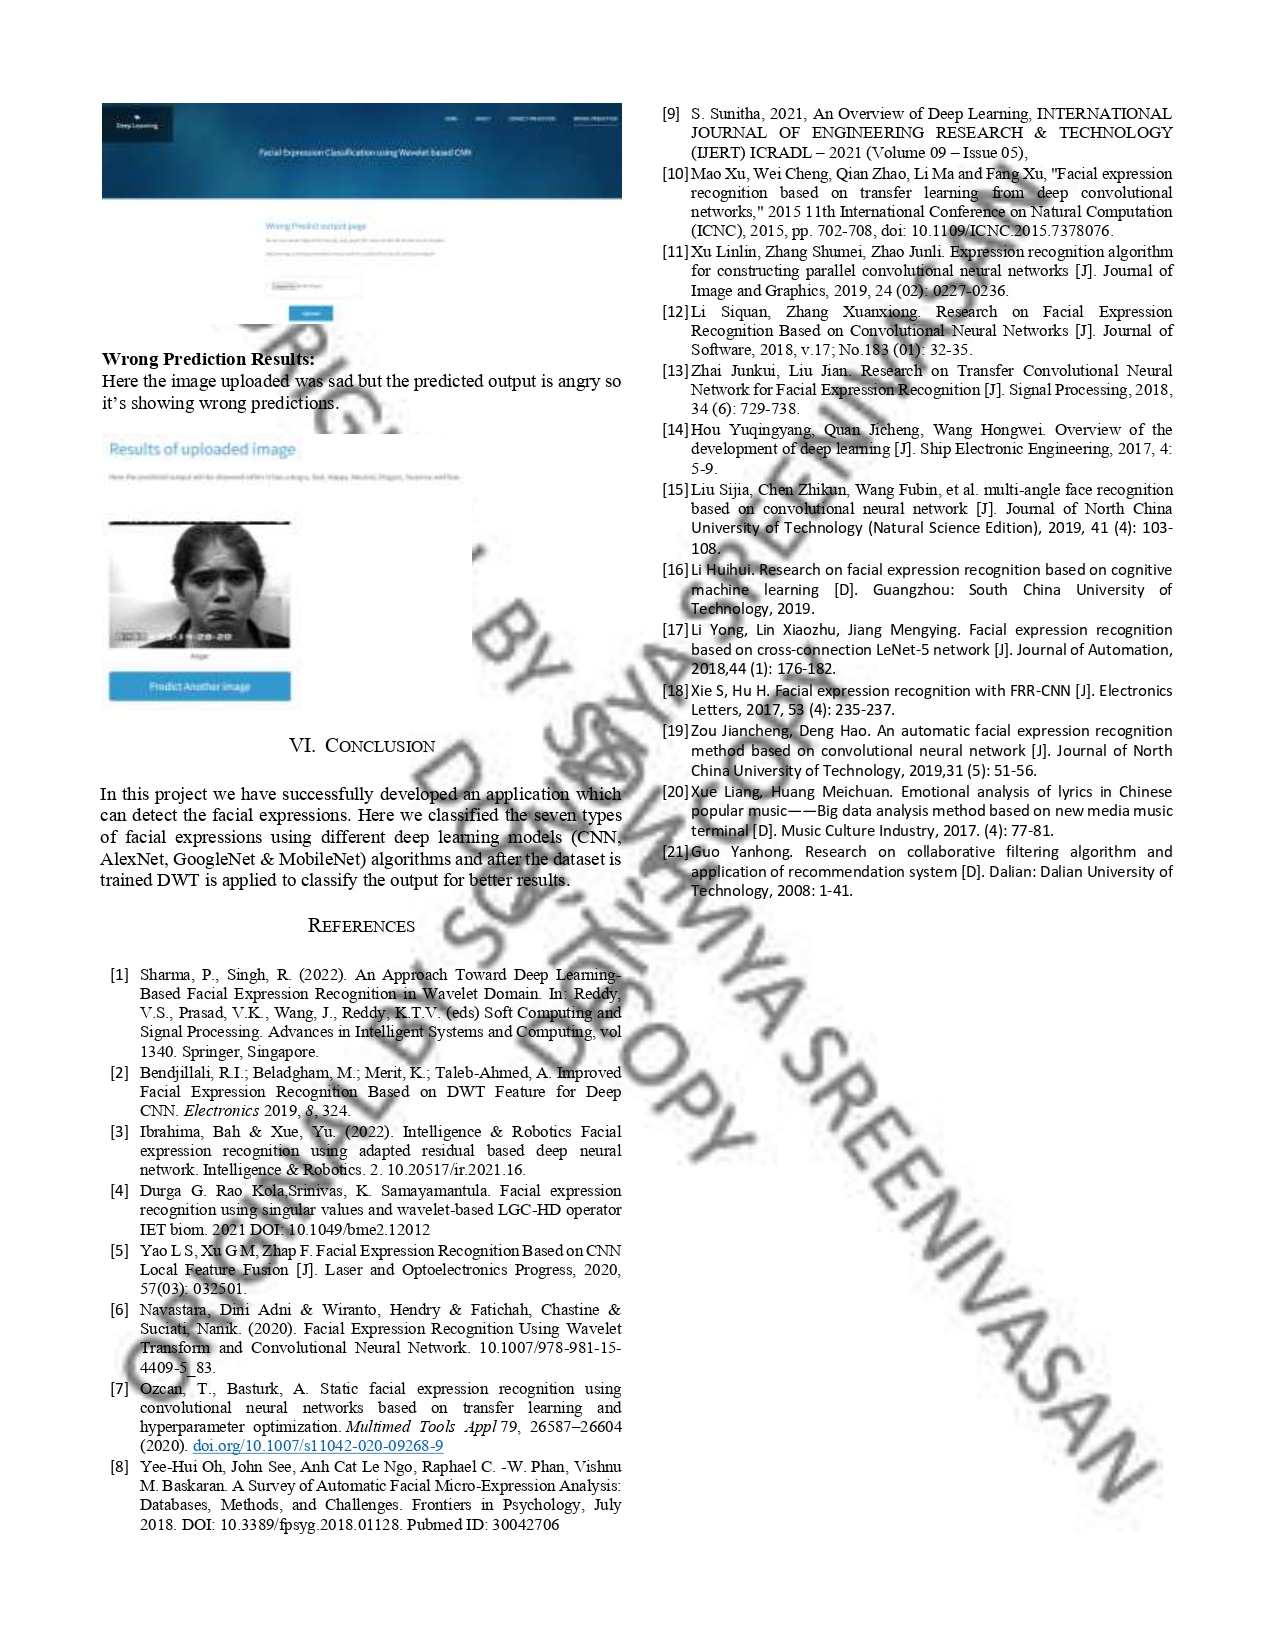 Deep Learning
HOME ABOUT CORRECT PREDICTION WRONG PREDICTION
Facial Expression Classification using Wavelet based CNN
Wrong Predict output page
Wrong Prediction Results:
Here the image uploaded was sad but the predicted output is angry so
it’s showing wrong predictions.
Results of uploaded image
Angry
Predict Another image
VI. CONCLUSION
In this project we have successfully developed an application which
can detect the facial expressions. Here we classified the seven types
of facial expressions using different deep learning models (CNN,
AlexNet, GoogleNet & MobileNet) algorithms and after the dataset is
trained DWT is applied to classify the output for better results.
REFERENCES
[1] Sharma, P., Singh, R. (2022). An Approach Toward Deep Learning-
Based Facial Expression Recognition in Wavelet Domain. In: Reddy,
V.S., Prasad, V.K., Wang, J., Reddy, K.T.V. (eds) Soft Computing and
Signal Processing. Advances in Intelligent Systems and Computing, vol
1340. Springer, Singapore.
[2] Bendjillali, R.I.; Beladgham, M.; Merit, K.; Taleb-Ahmed, A. Improved
Facial Expression Recognition Based on DWT Feature for Deep
CNN. Electronics 2019, 8, 324.
[3] Ibrahima, Bah & Xue, Yu. (2022). Intelligence & Robotics Facial
expression recognition using adapted residual based deep neural
network. Intelligence & Robotics. 2. 10.20517/ir.2021.16.
[4] Durga G. Rao Kola,Srinivas, K. Samayamantula. Facial expression
recognition using singular values and wavelet-based LGC-HD operator
IET biom. 2021 DOI: 10.1049/bme2.12012
[5] Yao L S, Xu G M, Zhap F. Facial Expression Recognition Based on CNN
Local Feature Fusion [J]. Laser and Optoelectronics Progress, 2020,
57(03): 032501.
[6] Navastara, Dini Adni & Wiranto, Hendry & Fatichah, Chastine &
Suciati, Nanik. (2020). Facial Expression Recognition Using Wavelet
Transform and Convolutional Neural Network. 10.1007/978-981-15-
4409-5_83.
[7] Ozcan, T., Basturk, A. Static facial expression recognition using
convolutional neural networks based on transfer learning and
hyperparameter optimization. Multimed Tools Appl 79, 26587–26604
(2020). doi.org/10.1007/s11042-020-09268-9
[8] Yee-Hui Oh, John See, Anh Cat Le Ngo, Raphael C. -W. Phan, Vishnu
M. Baskaran. A Survey of Automatic Facial Micro-Expression Analysis:
Databases, Methods, and Challenges. Frontiers in Psychology, July
2018. DOI: 10.3389/fpsyg.2018.01128. Pubmed ID: 30042706
[9] S. Sunitha, 2021, An Overview of Deep Learning, INTERNATIONAL
JOURNAL OF ENGINEERING RESEARCH & TECHNOLOGY
(IJERT) ICRADL – 2021 (Volume 09 – Issue 05),
[10] Mao Xu, Wei Cheng, Qian Zhao, Li Ma and Fang Xu, "Facial expression
recognition based on transfer learning from deep convolutional
networks," 2015 11th International Conference on Natural Computation
(ICNC), 2015, pp. 702-708, doi: 10.1109/ICNC.2015.7378076.
[11] Xu Linlin, Zhang Shumei, Zhao Junli. Expression recognition algorithm
for constructing parallel convolutional neural networks [J]. Journal of
Image and Graphics, 2019, 24 (02): 0227-0236.
[12] Li Siquan, Zhang Xuanxiong. Research on Facial Expression
Recognition Based on Convolutional Neural Networks [J]. Journal of
Software, 2018, v.17; No.183 (01): 32-35.
[13] Zhai Junkui, Liu Jian. Research on Transfer Convolutional Neural
Network for Facial Expression Recognition [J]. Signal Processing, 2018,
34 (6): 729-738.
[14] Hou Yuqingyang, Quan Jicheng, Wang Hongwei. Overview of the
development of deep learning [J]. Ship Electronic Engineering, 2017, 4:
5-9.
[15] Liu Sijia, Chen Zhikun, Wang Fubin, et al. multi-angle face recognition
based on convolutional neural network [J]. Journal of North China
University of Technology (Natural Science Edition), 2019, 41 (4): 103-
108.
[16] Li Huihui. Research on facial expression recognition based on cognitive
machine learning [D]. Guangzhou: South China University of
Technology, 2019.
[17] Li Yong, Lin Xiaozhu, Jiang Mengying. Facial expression recognition
based on cross-connection LeNet-5 network [J]. Journal of Automation,
2018,44 (1): 176-182.
[18] Xie S, Hu H. Facial expression recognition with FRR-CNN [J]. Electronics
Letters, 2017, 53 (4): 235-237.
[19] Zou Jiancheng, Deng Hao. An automatic facial expression recognition
method based on convolutional neural network [J]. Journal of North
China University of Technology, 2019,31 (5): 51-56.
[20] Xue Liang, Huang Meichuan. Emotional analysis of lyrics in Chinese
popular music——Big data analysis method based on new media music
terminal [D]. Music Culture Industry, 2017. (4): 77-81.
[21] Guo Yanhong. Research on collaborative filtering algorithm and
application of recommendation system [D]. Dalian: Dalian University of
Technology, 2008: 1-41.
ORIGINAL BY SOWMYA SREENIVASAN
DON'T COPY
ORIGINAL BY SOWMYA SREENIVASAN
DON'T COPY